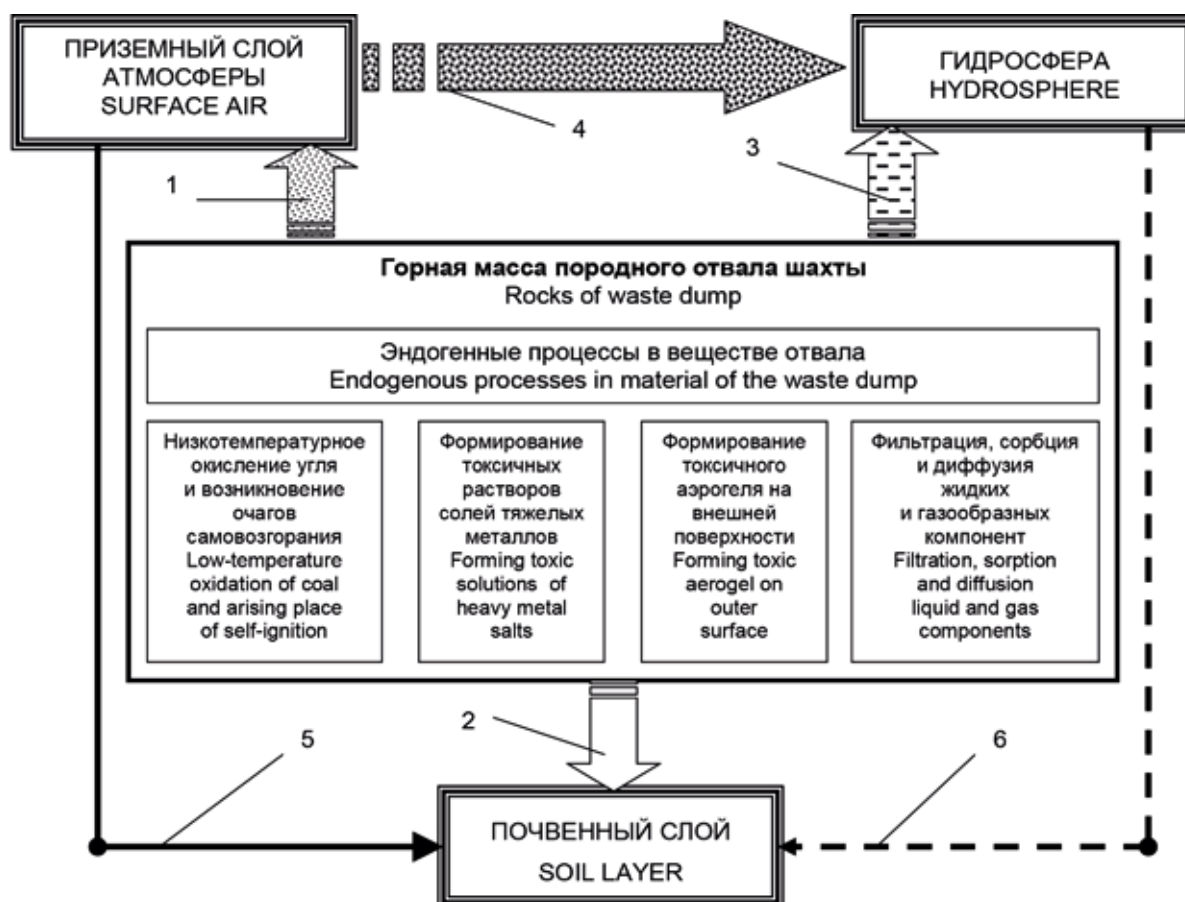 ПРИЗЕМНЫЙ СЛОЙ
АТМОСФЕРЫ
SURFACE AIR
ГИДРОСФЕРА
HYDROSPHERE
4
1
3
Горная масса породного отвала шахты
Rocks of waste dump
Эндогенные процессы в веществе отвала
Endogenous processes in material of the waste dump
Низкотемпературное
окисление угля
и возникновение
очагов
самовозгорания
Low-temperature
oxidation of coal
and arising place
of self-ignition
Формирование
токсичных
растворов
солей тяжелых
металлов
Forming toxic
solutions of
heavy metal
salts
Формирование
токсичного
аэрогеля на
внешней
поверхности
Forming toxic
aerogel on
outer
surface
Фильтрация, сорбция
и диффузия
жидких
и газообразных
компонент
Filtration, sorption
and diffusion
liquid and gas
components
2
5
6
ПОЧВЕННЫЙ СЛОЙ
SOIL LAYER